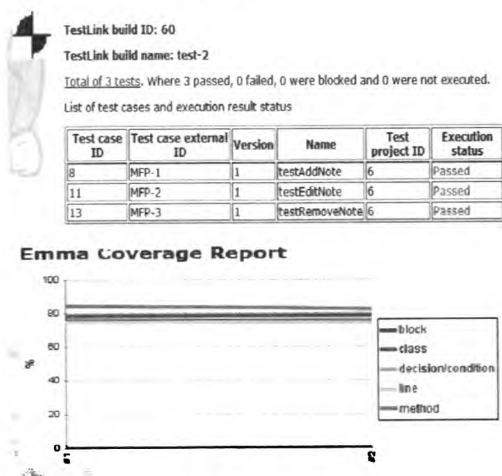 TestLink build ID: 60
TestLink build name: test-2
Total of 3 tests. Where 3 passed, 0 failed, 0 were blocked and 0 were not executed.
List of test cases and execution result status
Test case ID Test case external ID Version Name Test project ID Execution status
8 MFP-1 1 testAddNote 6 Passed
11 MFP-2 1 testEditNote 6 Passed
13 MFP-3 1 testRemoveNote 6 Passed
Emma Coverage Report
100
80
60
40
20
0
%
#1
#2
block
class
decision/condition
line
method